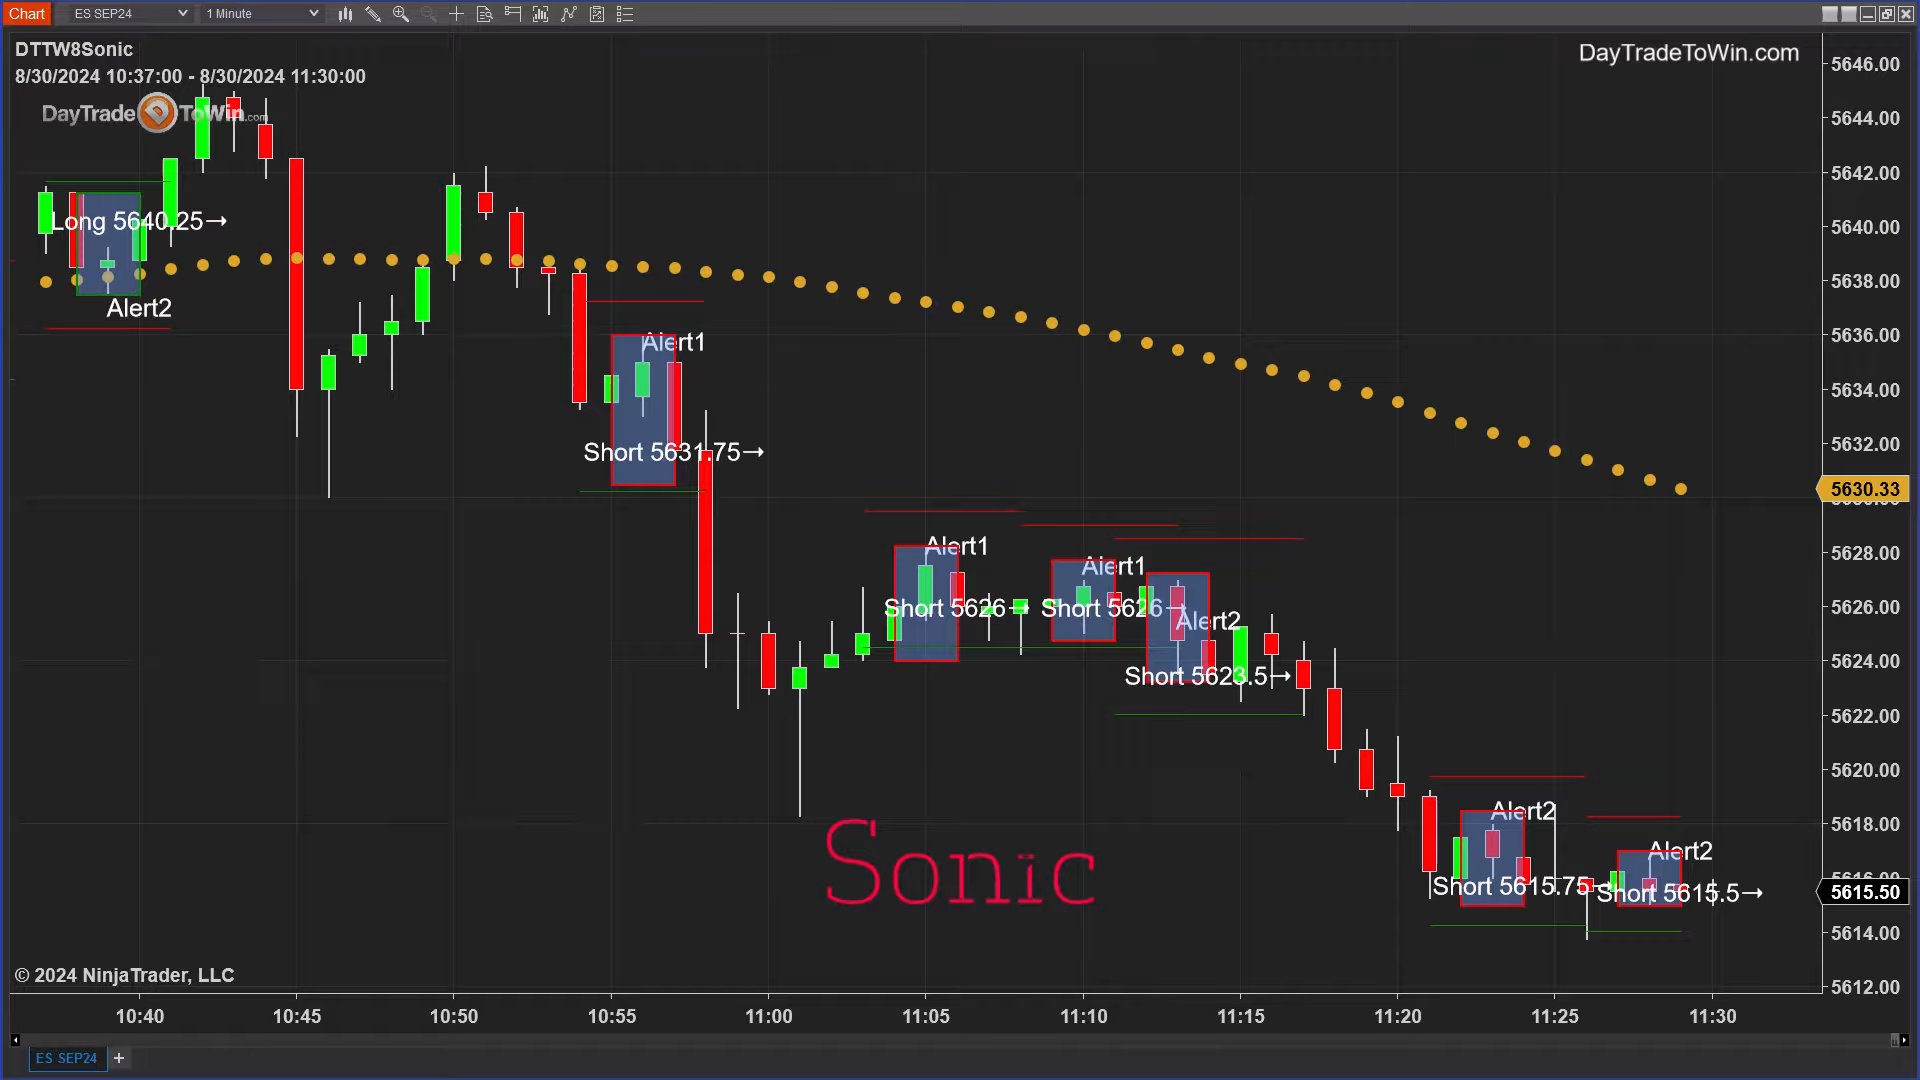 Chart
ES SEP24
1 Minute
DTTW8Sonic
8/30/2024 10:37:00 - 8/30/2024 11:30:00
DayTradeToWin.com
DayTradeToWin.com
Long 5640.25→
Alert2
Alert1
Short 5631.75→
Alert1
Short 5626→
Alert1
Short 5626→
Alert2
Short 5623.5→
Alert2
Short 5615.75→
Alert2
Short 5615.5→
Sonic
5646.00
5644.00
5642.00
5640.00
5638.00
5636.00
5634.00
5632.00
5630.33
5628.00
5626.00
5624.00
5622.00
5620.00
5618.00
5615.50
5614.00
5612.00
© 2024 NinjaTrader, LLC
10:40
10:45
10:50
10:55
11:00
11:05
11:10
11:15
11:20
11:25
11:30
ES SEP24
+